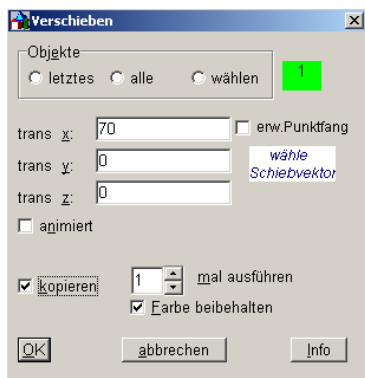 Verschieben
Objekte
letztes alle wählen 1
trans x: 70 erw.Punktfang
trans y: 0 wähle
Schiebvektor
trans z: 0
animiert
kopieren 1 mal ausführen
Farbe beibehalten
OK abbrechen Info